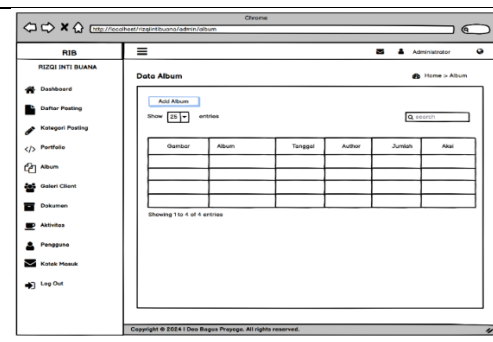 Chrome
http://localhost/rizqiintibuana/admin/album
RIB
Administrator
RIZQI INTI BUANA
Data Album
Home > Album
Dashboard
Daftar Posting
Kategori Posting
Portfolio
Album
Galeri Client
Dokumen
Aktivitas
Pengguna
Kotak Masuk
Log Out
Add Album
Show 25 entries
search
Gambar Album Tanggal Author Jumlah Aksi
Showing 1 to 4 of 4 entries
Copyright © 2024 I Deo Bagus Prayoga. All rights reserved.